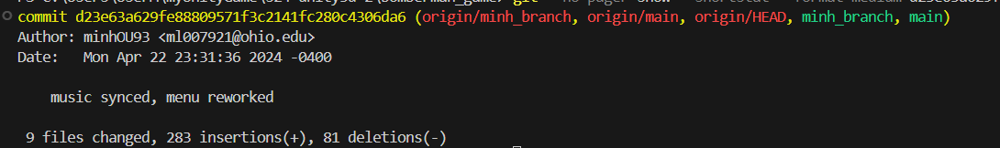 commit d23e63a629fe88809571f3c2141fc280c4306da6 (origin/minh_branch, origin/main, origin/HEAD, minh_branch, main)
Author: minhOU93 <ml007921@ohio.edu>
Date:   Mon Apr 22 23:31:36 2024 -0400
music synced, menu reworked
9 files changed, 283 insertions(+), 81 deletions(-)